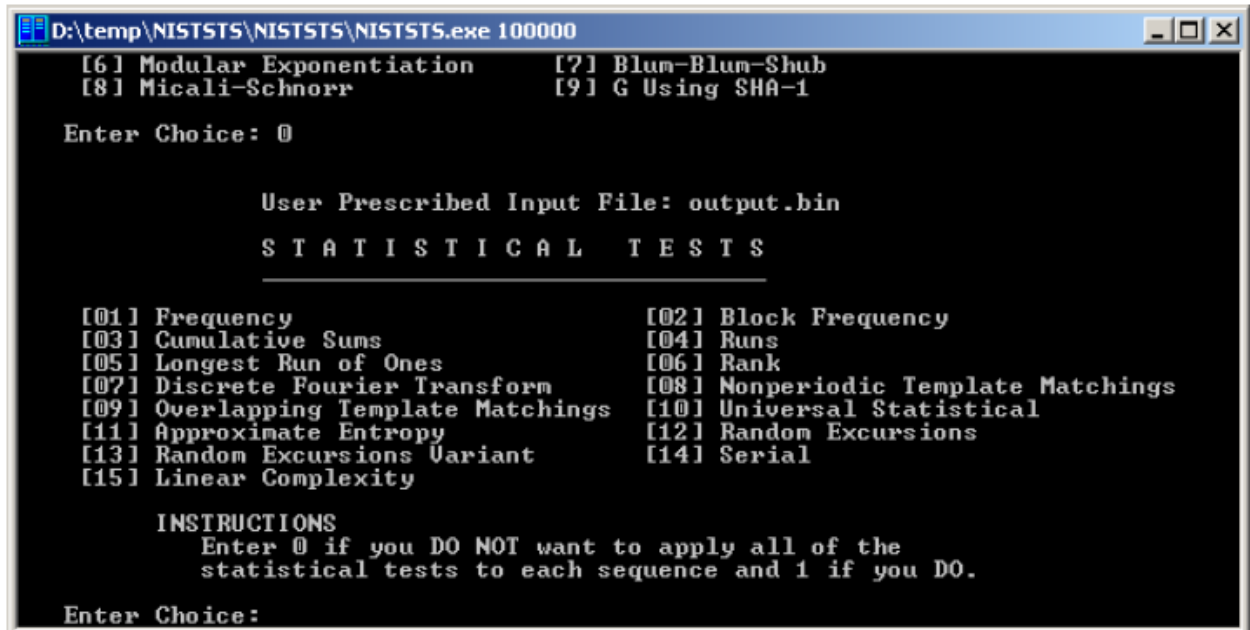 D:\temp\NISTSTS\NISTSTS\NISTSTS.exe 100000
[6] Modular Exponentiation [7] Blum-Blum-Shub
[8] Micali-Schnorr [9] G Using SHA-1
Enter Choice: 0
User Prescribed Input File: output.bin
S T A T I S T I C A L T E S T S
[01] Frequency [02] Block Frequency
[03] Cumulative Sums [04] Runs
[05] Longest Run of Ones [06] Rank
[07] Discrete Fourier Transform [08] Nonperiodic Template Matchings
[09] Overlapping Template Matchings [10] Universal Statistical
[11] Approximate Entropy [12] Random Excursions
[13] Random Excursions Variant [14] Serial
[15] Linear Complexity
INSTRUCTIONS
Enter 0 if you DO NOT want to apply all of the
statistical tests to each sequence and 1 if you DO.
Enter Choice: